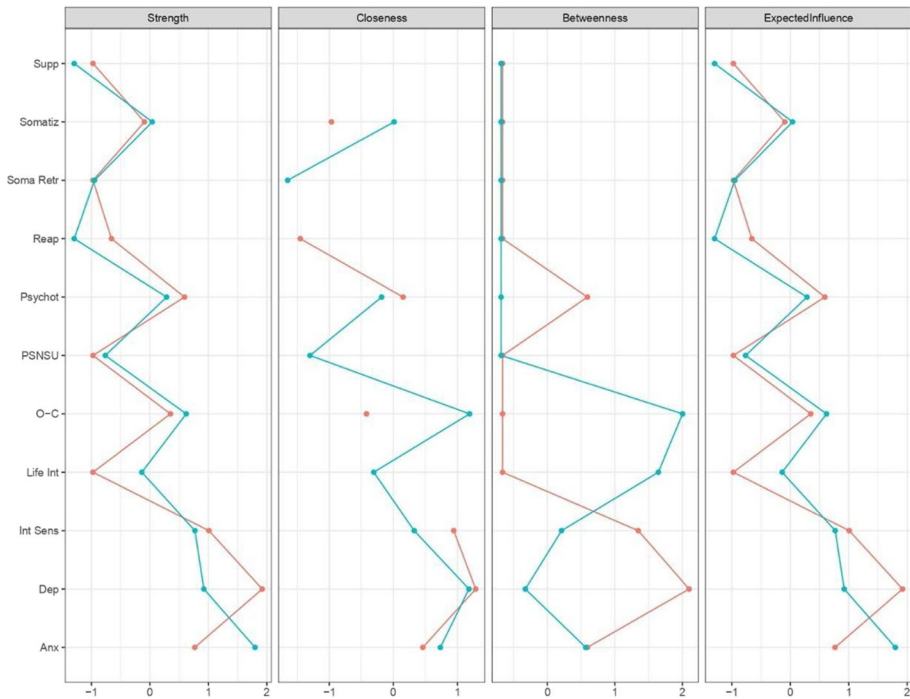 Strength Closeness Betweenness ExpectedInfluence
Supp
Somatiz
Soma Retr
Reap
Psychot
PSNSU
O−C
Life Int
Int Sens
Dep
Anx
−1 0 1 2 −1 0 1 0 1 2 −1 0 1 2